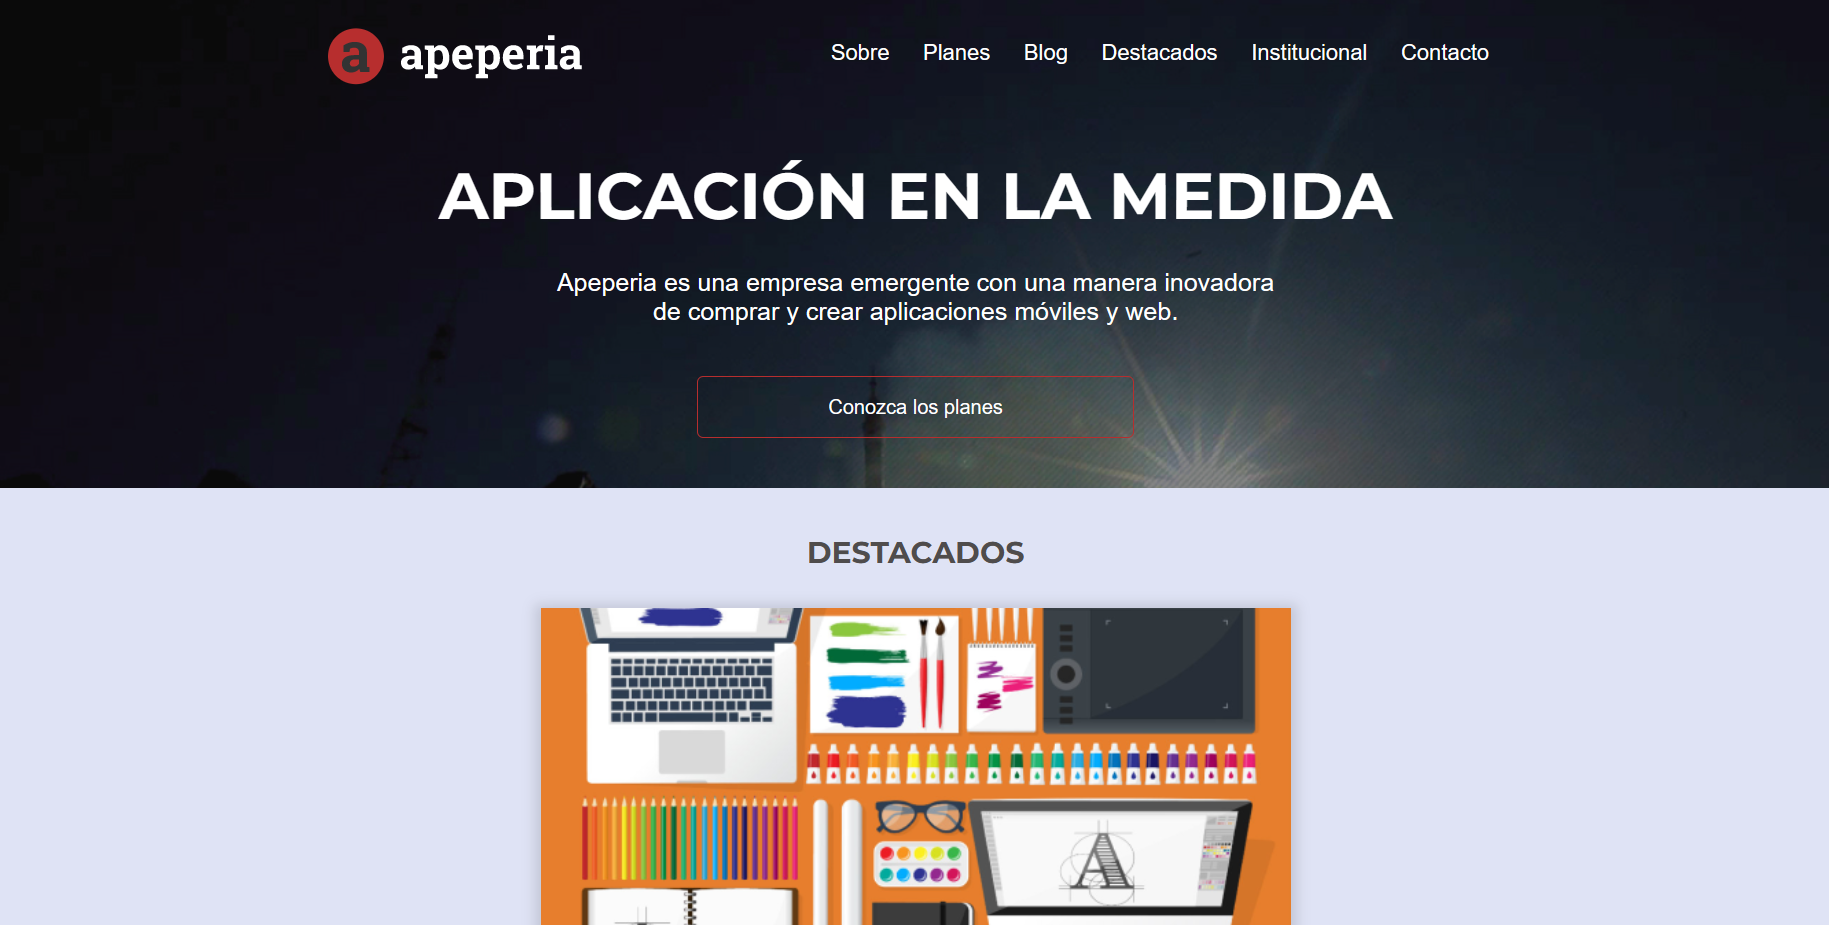 a apeperia
Sobre Planes Blog Destacados Institucional Contacto
APLICACIÓN EN LA MEDIDA
Apeperia es una empresa emergente con una manera inovadora
de comprar y crear aplicaciones móviles y web.
Conozca los planes
DESTACADOS
A